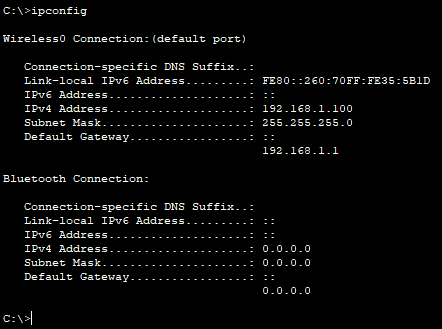 C:\>ipconfig
Wireless0 Connection:(default port)
Connection-specific DNS Suffix..:
Link-local IPv6 Address.........: FE80::260:70FF:FE35:5B1D
IPv6 Address....................: ::
IPv4 Address....................: 192.168.1.100
Subnet Mask.....................: 255.255.255.0
Default Gateway.................: ::
192.168.1.1
Bluetooth Connection:
Connection-specific DNS Suffix..:
Link-local IPv6 Address.........: ::
IPv6 Address....................: ::
IPv4 Address....................: 0.0.0.0
Subnet Mask.....................: 0.0.0.0
Default Gateway.................: ::
0.0.0.0
C:\>